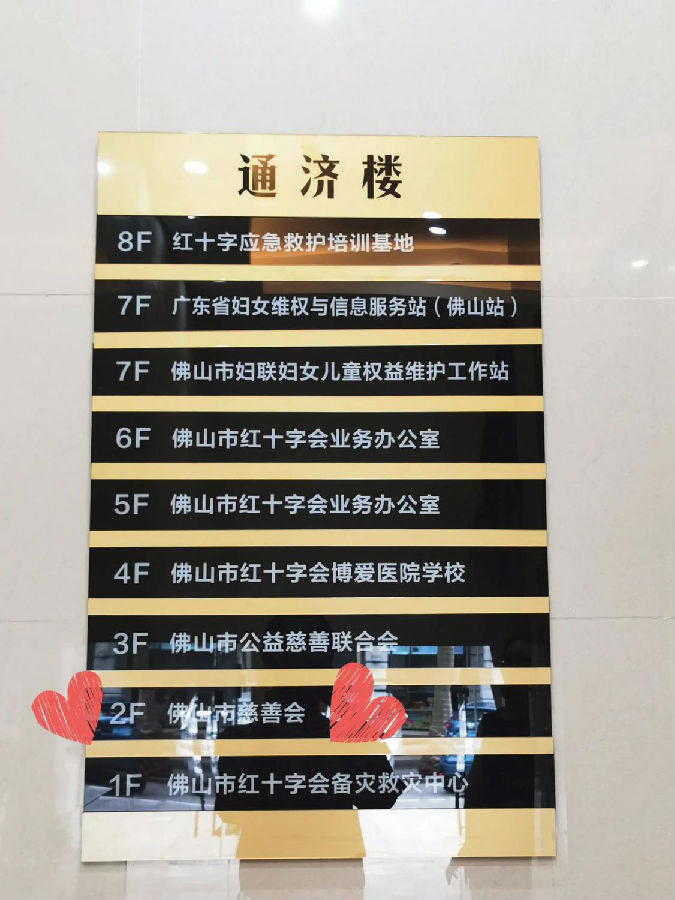 通济楼
8F 红十字应急救护培训基地
7F 广东省妇女维权与信息服务站（佛山站）
7F 佛山市妇联妇女儿童权益维护工作站
6F 佛山市红十字会业务办公室
5F 佛山市红十字会业务办公室
4F 佛山市红十字会博爱医院学校
3F 佛山市公益慈善联合会
2F 佛山市慈善会
1F 佛山市红十字会备灾救灾中心